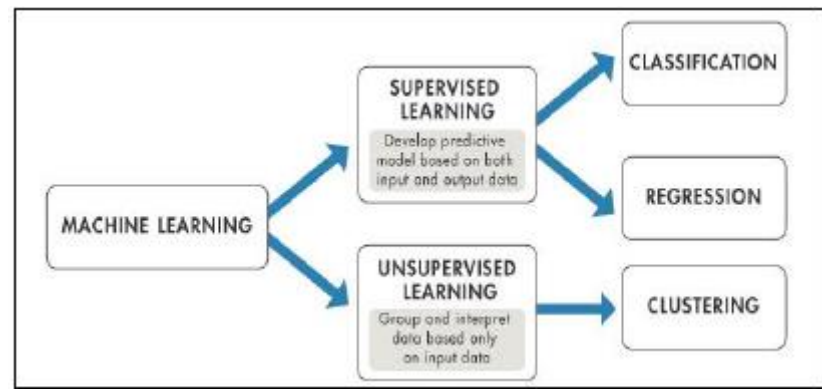 MACHINE LEARNING
SUPERVISED
LEARNING
Develop predictive
model based on both
input and output data
UNSUPERVISED
LEARNING
Group and interpret
data based only
on input data
CLASSIFICATION
REGRESSION
CLUSTERING